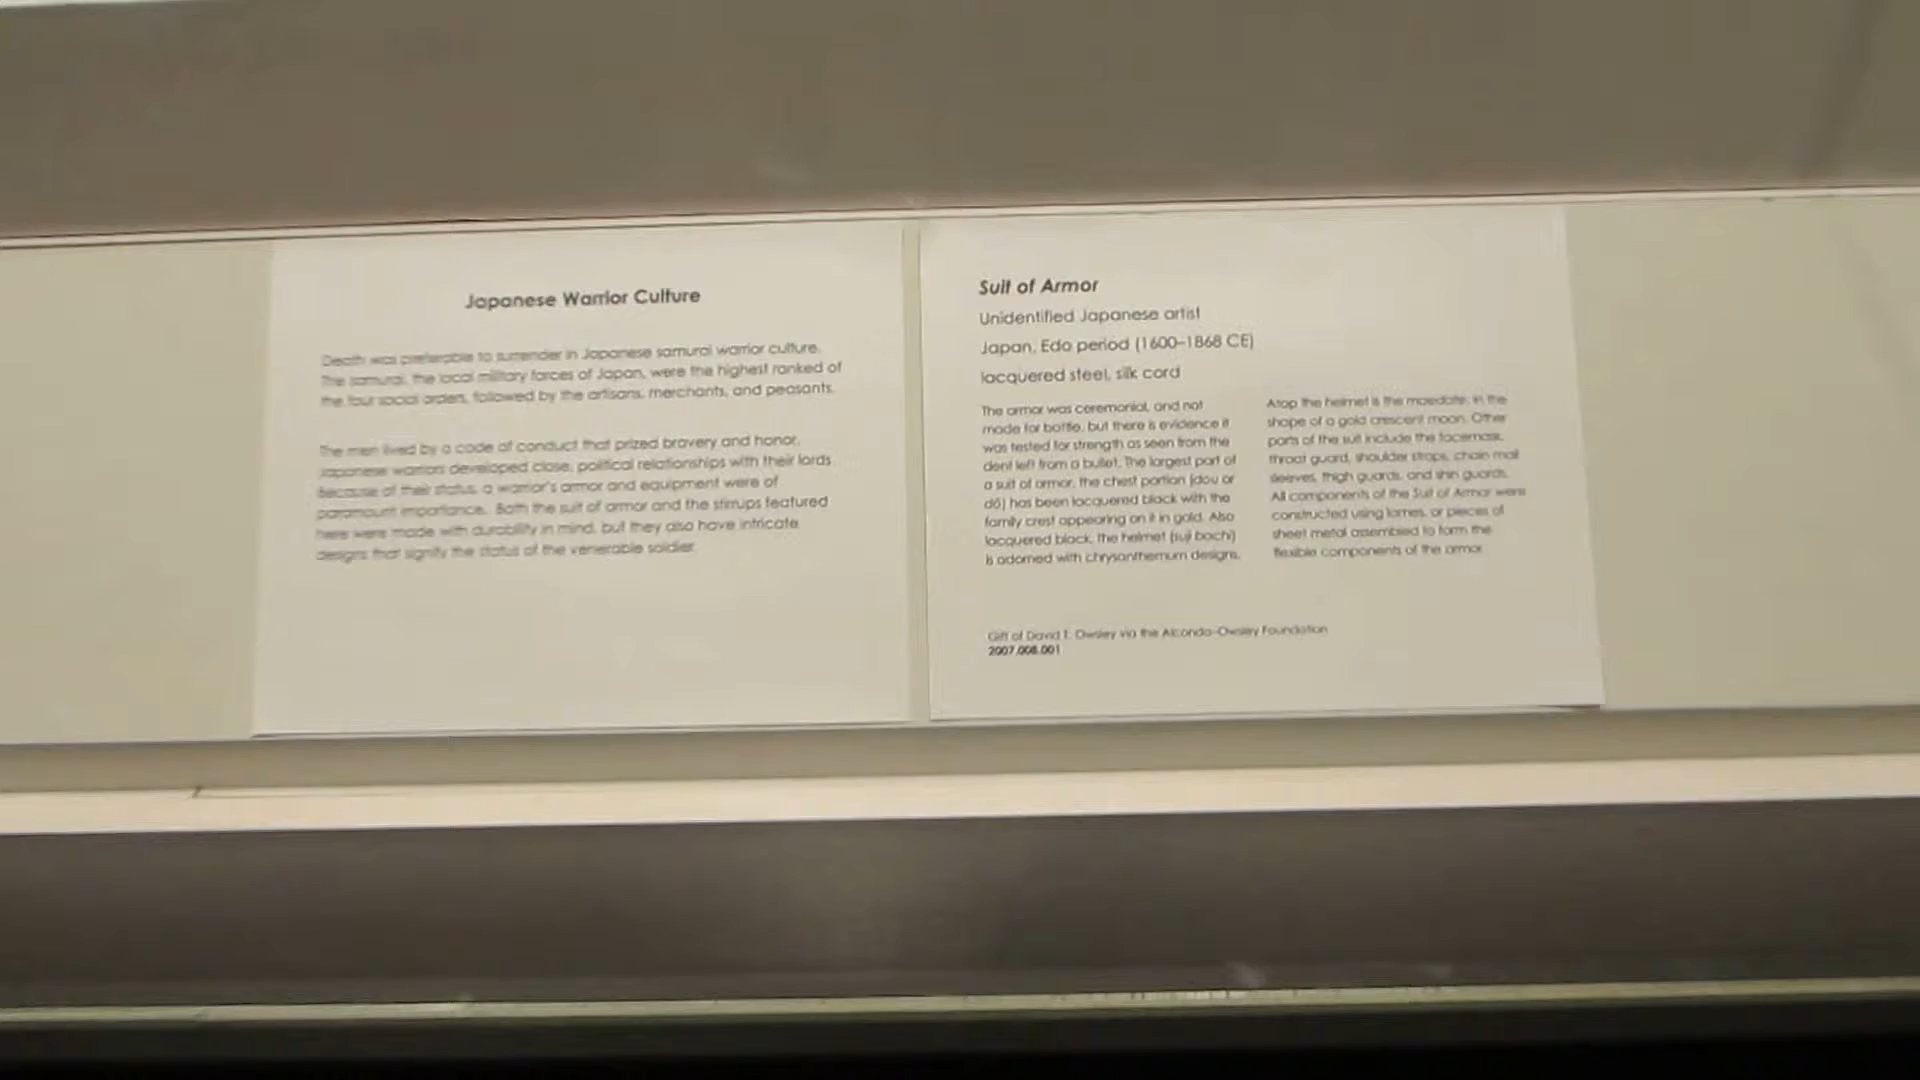 Japanese Warrior Culture
Death was preferable to surrender in Japanese samurai warrior culture.
The samurai, the local military forces of Japan, were the highest ranked of
the four social orders, followed by the artisans, merchants, and peasants.
The men lived by a code of conduct that prized bravery and honor.
Japanese warriors developed close, political relationships with their lords.
Because of their status, a warrior's armor and equipment were of
paramount importance. Both the suit of armor and the stirrups featured
here were made with durability in mind, but they also have intricate
designs that signify the status of the venerable soldier.
Suit of Armor
Unidentified Japanese artist
Japan, Edo period (1600–1868 CE)
lacquered steel, silk cord
The armor was ceremonial, and not
made for battle, but there is evidence it
was tested for strength as seen from the
dent left from a bullet. The largest part of
a suit of armor, the chest portion (dou or
dō) has been lacquered black with the
family crest appearing on it in gold. Also
lacquered black, the helmet (suji bachi)
is adorned with chrysanthemum designs.
Atop the helmet is the maedate, in the
shape of a gold crescent moon. Other
parts of the suit include the facemask,
throat guard, shoulder straps, chain mail
sleeves, thigh guards, and shin guards.
All components of the Suit of Armor were
constructed using lames, or pieces of
sheet metal assembled to form the
flexible components of the armor.
Gift of David T. Owsley via the Alconda-Owsley Foundation
2007.008.001